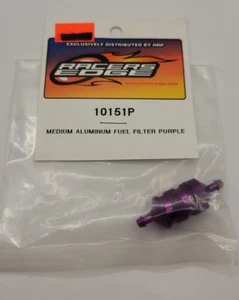 EXCLUSIVELY DISTRIBUTED BY HRP
RACERS
EDGE
10151P
MEDIUM ALUMINUM FUEL FILTER PURPLE